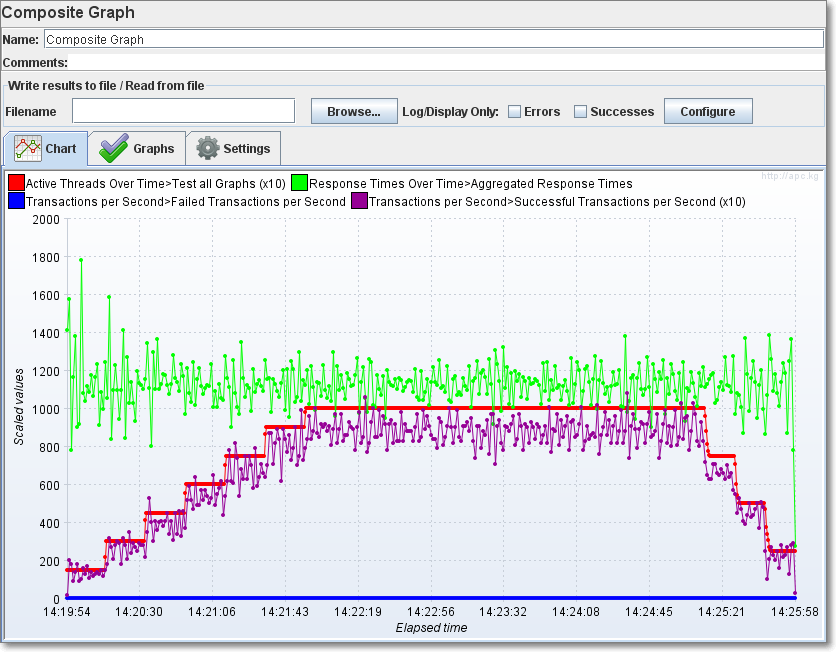 Composite Graph
Name: Composite Graph
Comments:
Write results to file / Read from file
Filename Browse... Log/Display Only: Errors Successes Configure
Chart Graphs Settings
http://apc.kg
Active Threads Over Time>Test all Graphs (x10) Response Times Over Time>Aggregated Response Times
Transactions per Second>Failed Transactions per Second Transactions per Second>Successful Transactions per Second (x10)
2000
1800
1600
1400
1200
1000
800
600
400
200
0
Scaled values
14:19:54 14:20:30 14:21:06 14:21:43 14:22:19 14:22:56 14:23:32 14:24:08 14:24:45 14:25:21 14:25:58
Elapsed time